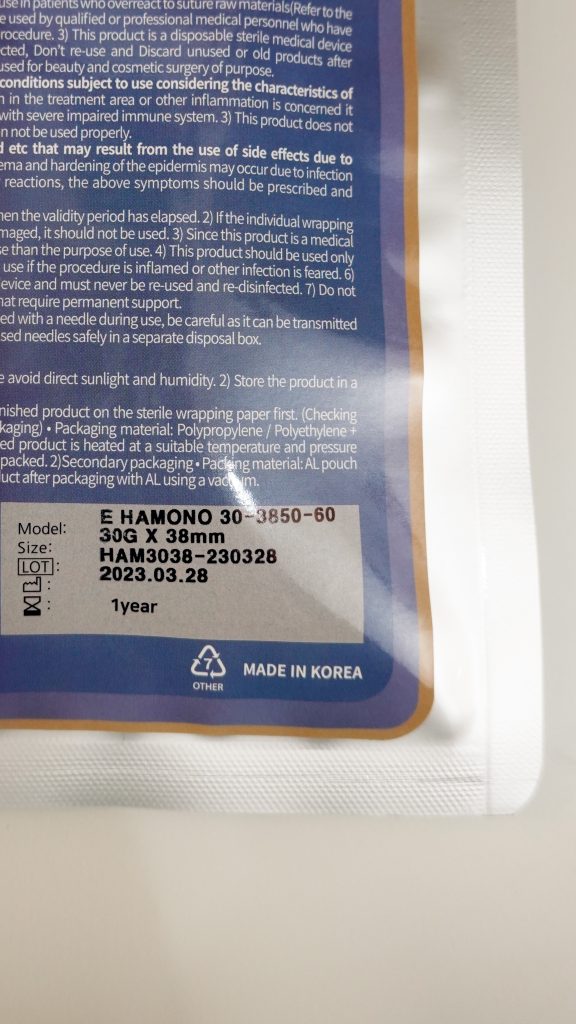 use in patients who overreact to suture raw materials(Refer to the
e used by qualified or professional medical personnel who have
rocedure. 3) This product is a disposable sterile medical device
cted, Don't re-use and Discard unused or old products after
used for beauty and cosmetic surgery of purpose.
conditions subject to use considering the characteristics of
n in the treatment area or other inflammation is concerned it
with severe impaired immune system. 3) This product does not
n not be used properly.
d etc that may result from the use of side effects due to
ema and hardening of the epidermis may occur due to infection
reactions, the above symptoms should be prescribed and
hen the validity period has elapsed. 2) If the individual wrapping
maged, it should not be used. 3) Since this product is a medical
se than the purpose of use. 4) This product should be used only
use if the procedure is inflamed or other infection is feared. 6)
evice and must never be re-used and re-disinfected. 7) Do not
hat require permanent support.
ed with a needle during use, be careful as it can be transmitted
sed needles safely in a separate disposal box.
e avoid direct sunlight and humidity. 2) Store the product in a
nished product on the sterile wrapping paper first. (Checking
kaging) • Packaging material: Polypropylene / Polyethylene +
ed product is heated at a suitable temperature and pressure
packed. 2)Secondary packaging • Packing material: AL pouch
uct after packaging with AL using a vacuum.
Model: E HAMONO 30-3850-60
Size: 30G X 38mm
LOT: HAM3038-230328
: 2023.03.28
: 1year
7
OTHER
MADE IN KOREA